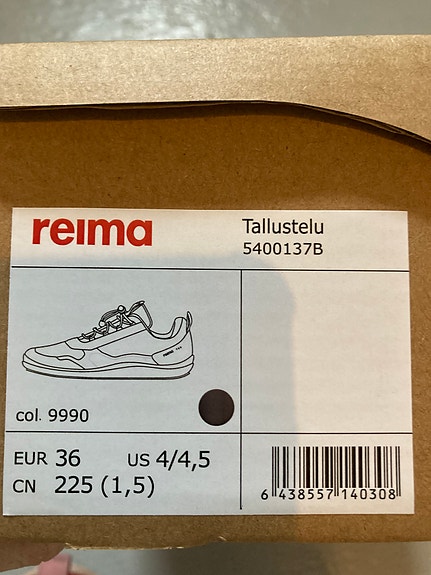 reima
Tallustelu
5400137B
col. 9990
EUR 36 US 4/4,5
CN 225 (1,5)
6 438557 140308